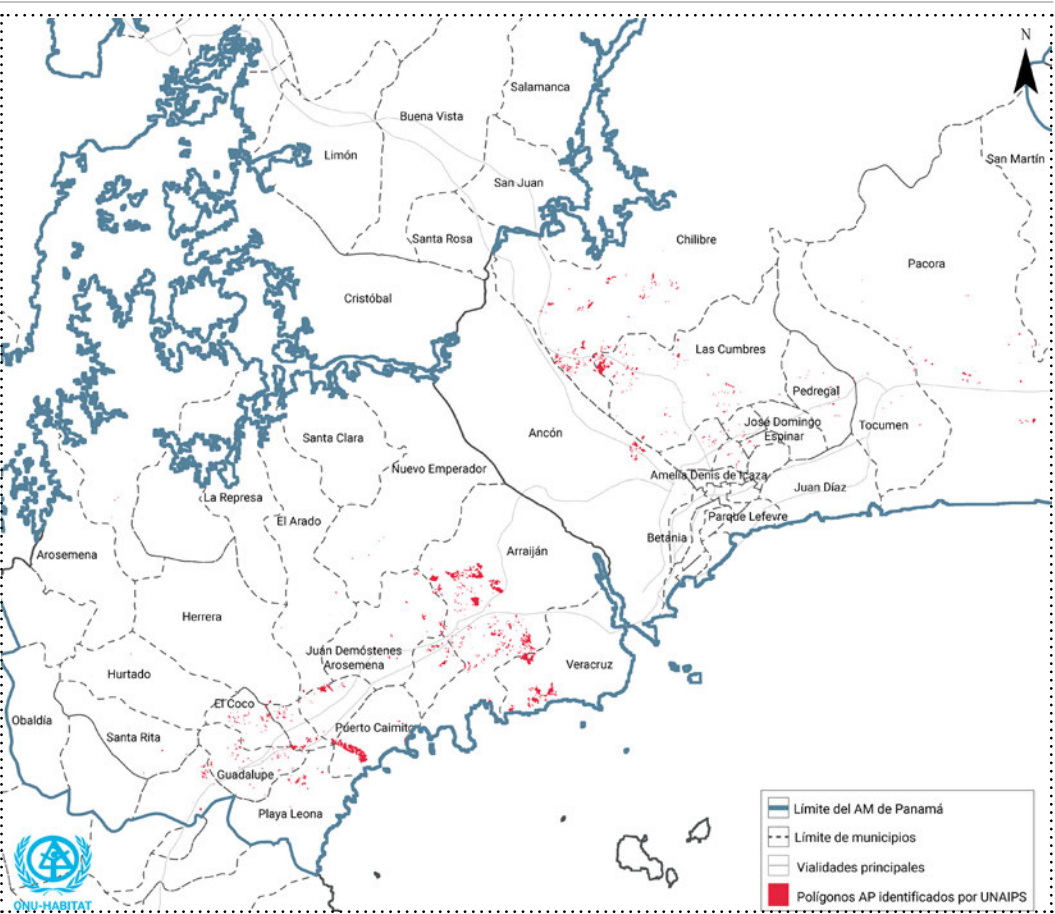 N
Salamanca
Buena Vista
Limón
San Martín
San Juan
Santa Rosa
Chilibre
Pacora
Cristóbal
Las Cumbres
Pedregal
José Domingo
Espinar
Tocumen
Ancón
Santa Clara
Nuevo Emperador
Amelia Denis de Icaza
Juan Díaz
La Represa
Parque Lefevre
El Arado
Betánia
Arraiján
Arosemena
Herrera
Juan Demóstenes
Arosemena
Veracruz
Hurtado
El Coco
Obaldía
Puerto Caimito
Santa Rita
Guadalupe
Playa Leona
Límite del AM de Panamá
Límite de municipios
Vialidades principales
Polígonos AP identificados por UNAIPS
ONU-HABITAT